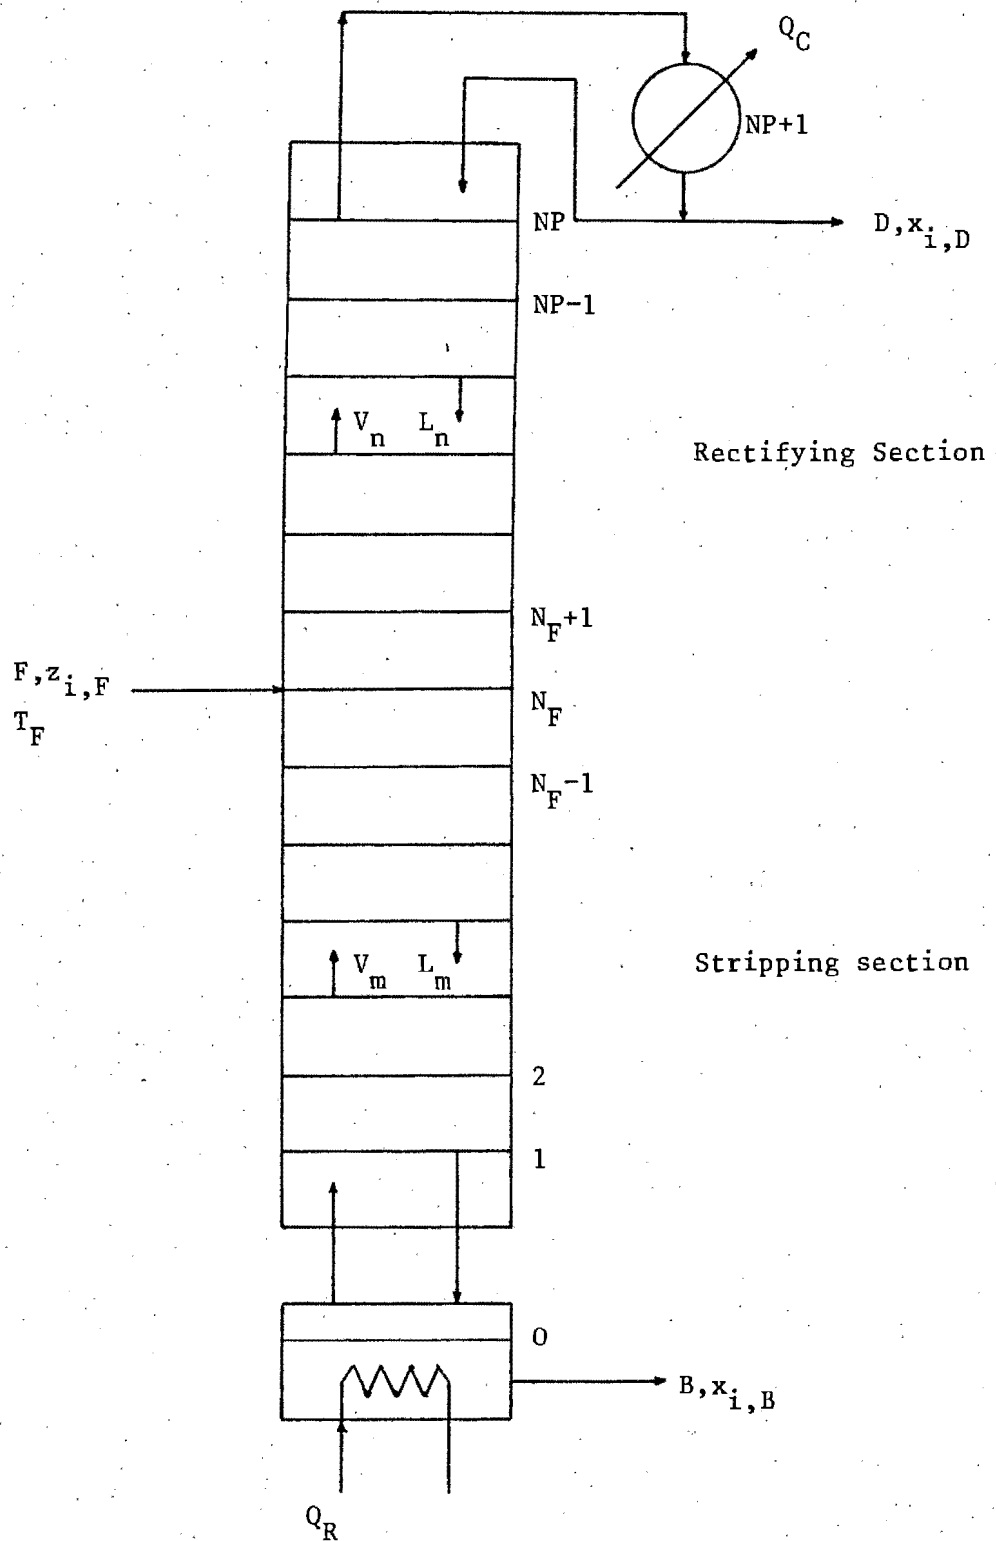 Q_C
NP+1
NP
D,x_i,D
NP-1
V_n L_n
Rectifying Section
N_F+1
F,z_i,F
T_F
N_F
N_F-1
V_m L_m
Stripping section
2
1
0
B,x_i,B
Q_R